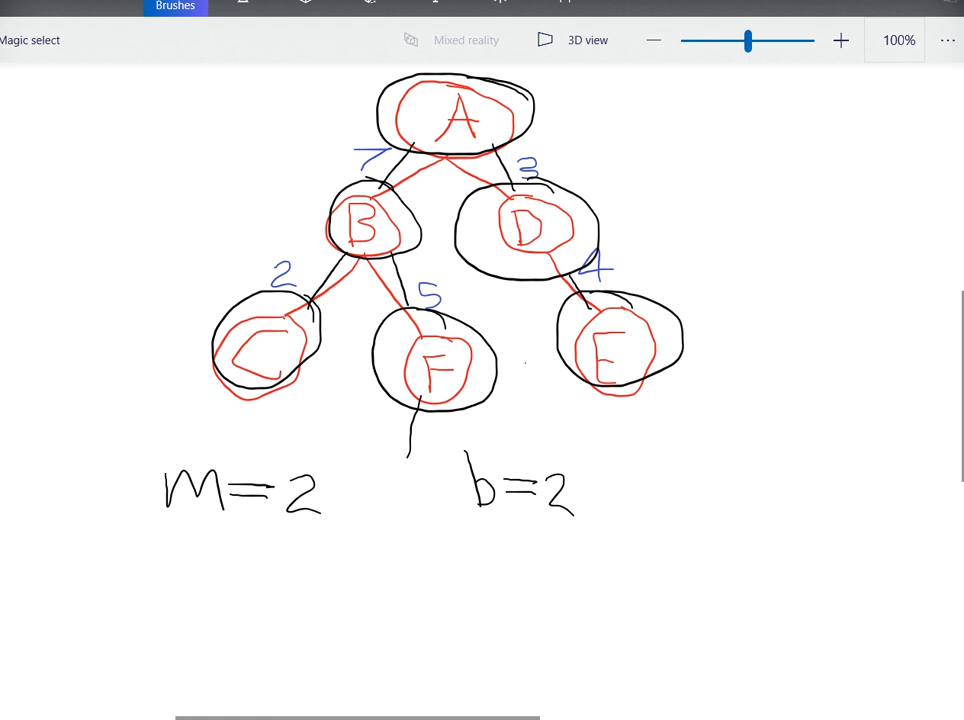 Brushes
Magic select
Mixed reality
3D view
100%
A
7
3
B
D
2
5
4
C
F
E
M=2
b=2